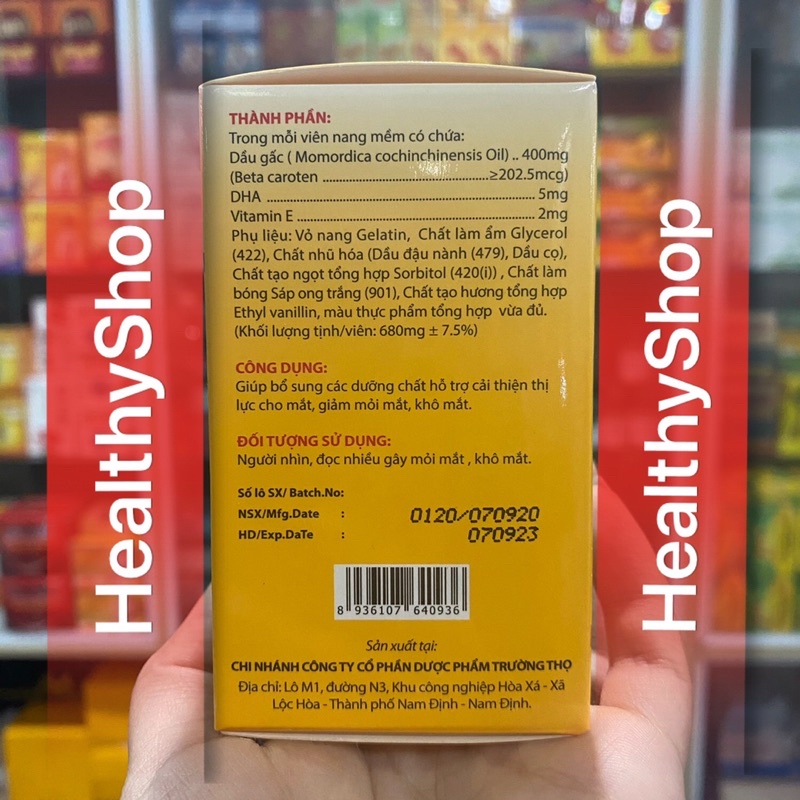 THÀNH PHẦN:
Trong mỗi viên nang mềm có chứa:
Dầu gấc ( Momordica cochinchinensis Oil) .. 400mg
(Beta caroten ......................................≥202.5mcg)
DHA .............................................................. 5mg
Vitamin E ....................................................... 2mg
Phụ liệu: Vỏ nang Gelatin, Chất làm ẩm Glycerol
(422), Chất nhũ hóa (Dầu đậu nành (479), Dầu cọ),
Chất tạo ngọt tổng hợp Sorbitol (420(i)) , Chất làm
bóng Sáp ong trắng (901), Chất tạo hương tổng hợp
Ethyl vanillin, màu thực phẩm tổng hợp vừa đủ.
(Khối lượng tịnh/viên: 680mg ± 7.5%)
CÔNG DỤNG:
Giúp bổ sung các dưỡng chất hỗ trợ cải thiện thị
lực cho mắt, giảm mỏi mắt, khô mắt.
ĐỐI TƯỢNG SỬ DỤNG:
Người nhìn, đọc nhiều gây mỏi mắt , khô mắt.
Số lô SX/ Batch.No:
NSX/Mfg.Date : 0120/070920
HD/Exp.DaTe : 070923
8 936107 640936
Sản xuất tại:
CHI NHÁNH CÔNG TY CỔ PHẦN DƯỢC PHẨM TRƯỜNG THỌ
Địa chỉ: Lô M1, đường N3, Khu công nghiệp Hòa Xá - Xã
Lộc Hòa - Thành phố Nam Định - Nam Định.
HealthyShop
HealthyShop